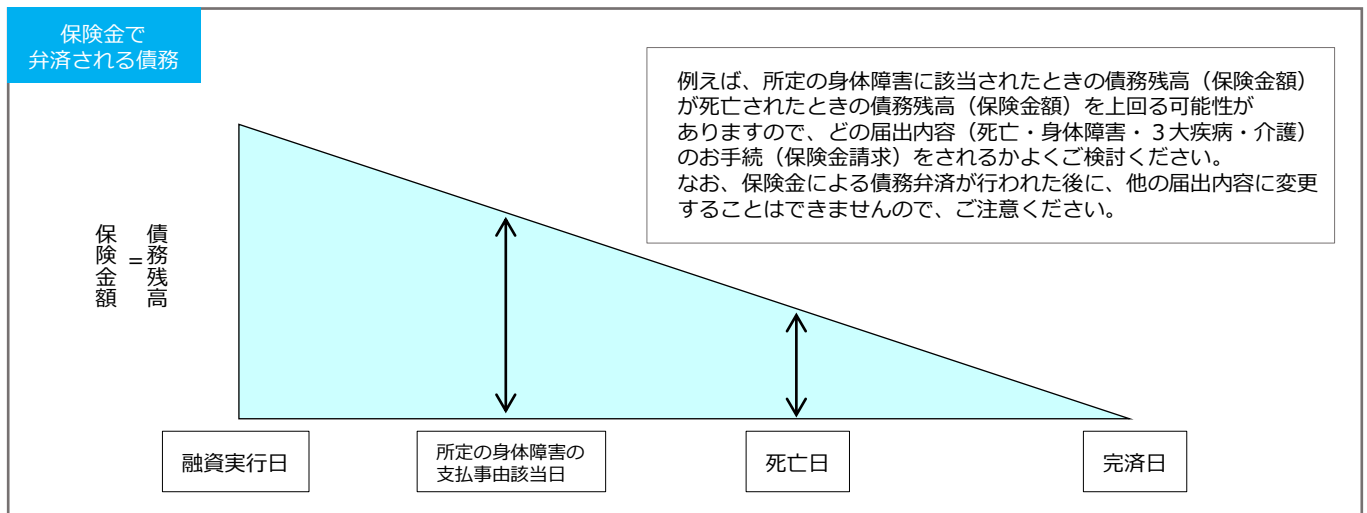 保険金で
弁済される債務
例えば、所定の身体障害に該当されたときの債務残高（保険金額）
が死亡されたときの債務残高（保険金額）を上回る可能性が
ありますので、どの届出内容（死亡・身体障害・３大疾病・介護）
のお手続（保険金請求）をされるかよくご検討ください。
なお、保険金による債務弁済が行われた後に、他の届出内容に変更
することはできませんので、ご注意ください。
債務残高
=
保険金額
融資実行日
所定の身体障害の
支払事由該当日
死亡日
完済日